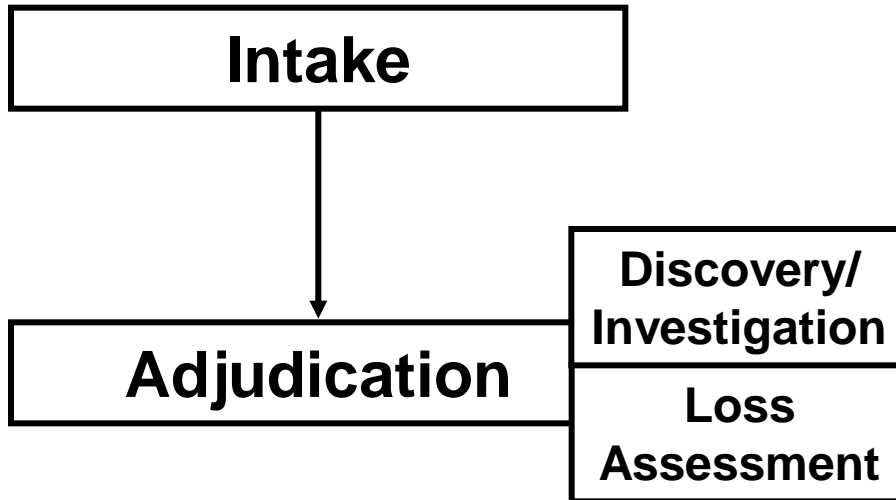 Intake
Discovery/
Investigation
Adjudication
Loss
Assessment